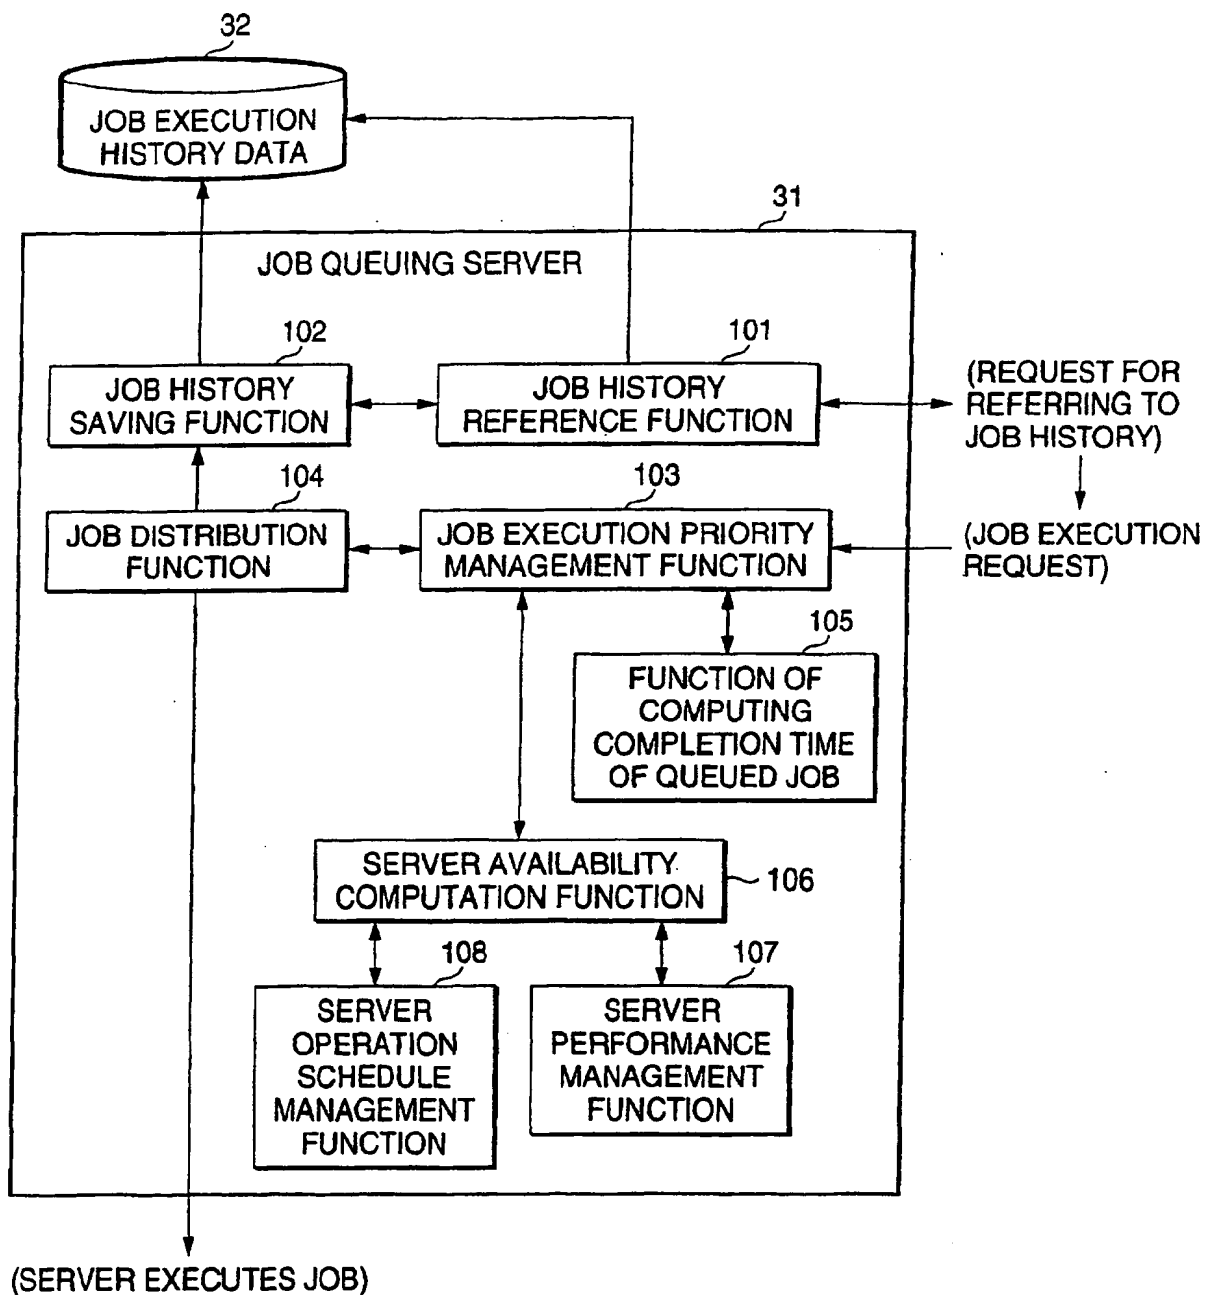 32
JOB EXECUTION
HISTORY DATA
31
JOB QUEUING SERVER
102
JOB HISTORY
SAVING FUNCTION
101
JOB HISTORY
REFERENCE FUNCTION
(REQUEST FOR
REFERRING TO
JOB HISTORY)
104
JOB DISTRIBUTION
FUNCTION
103
JOB EXECUTION PRIORITY
MANAGEMENT FUNCTION
(JOB EXECUTION
REQUEST)
105
FUNCTION OF
COMPUTING
COMPLETION TIME
OF QUEUED JOB
SERVER AVAILABILITY
COMPUTATION FUNCTION
106
108
SERVER
OPERATION
SCHEDULE
MANAGEMENT
FUNCTION
107
SERVER
PERFORMANCE
MANAGEMENT
FUNCTION
(SERVER EXECUTES JOB)